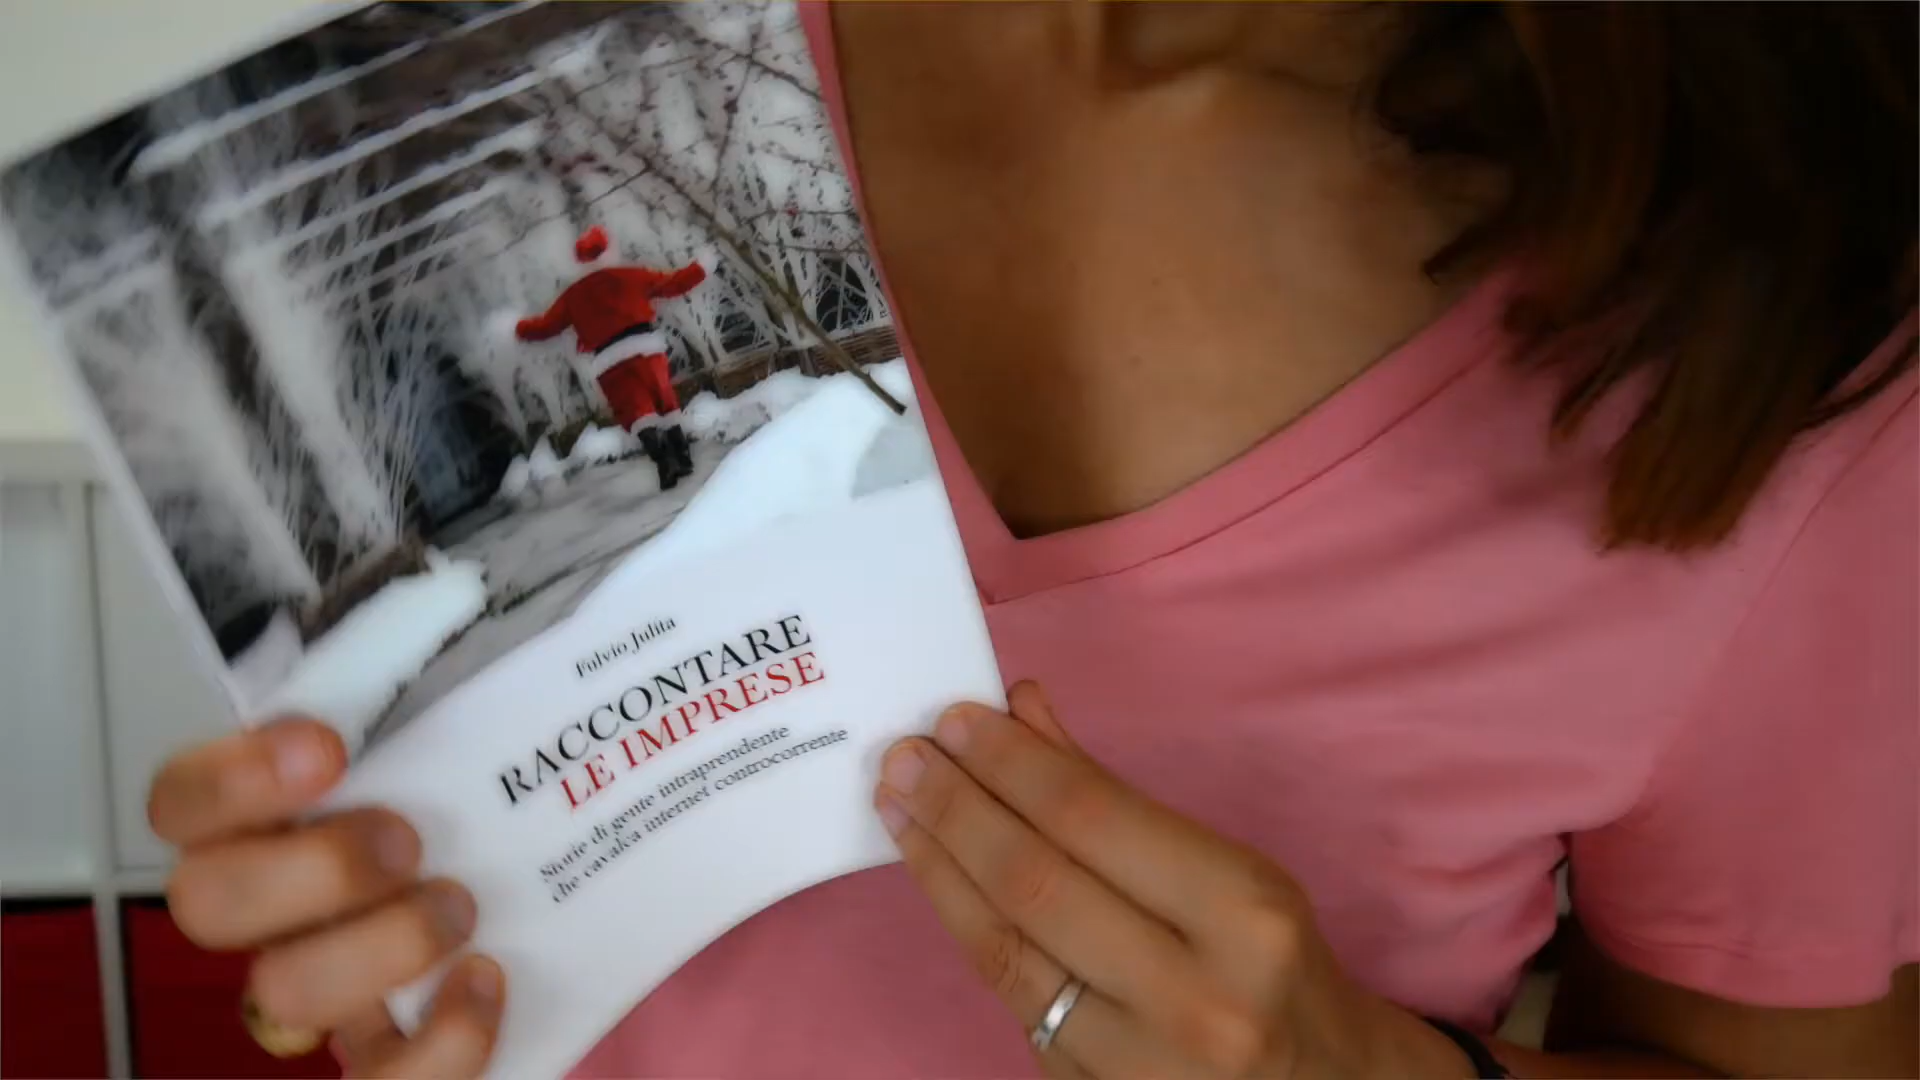 Fulvio Julita
RACCONTARE
LE IMPRESE
Storie di gente intraprendente
che cavalca internet controcorrente